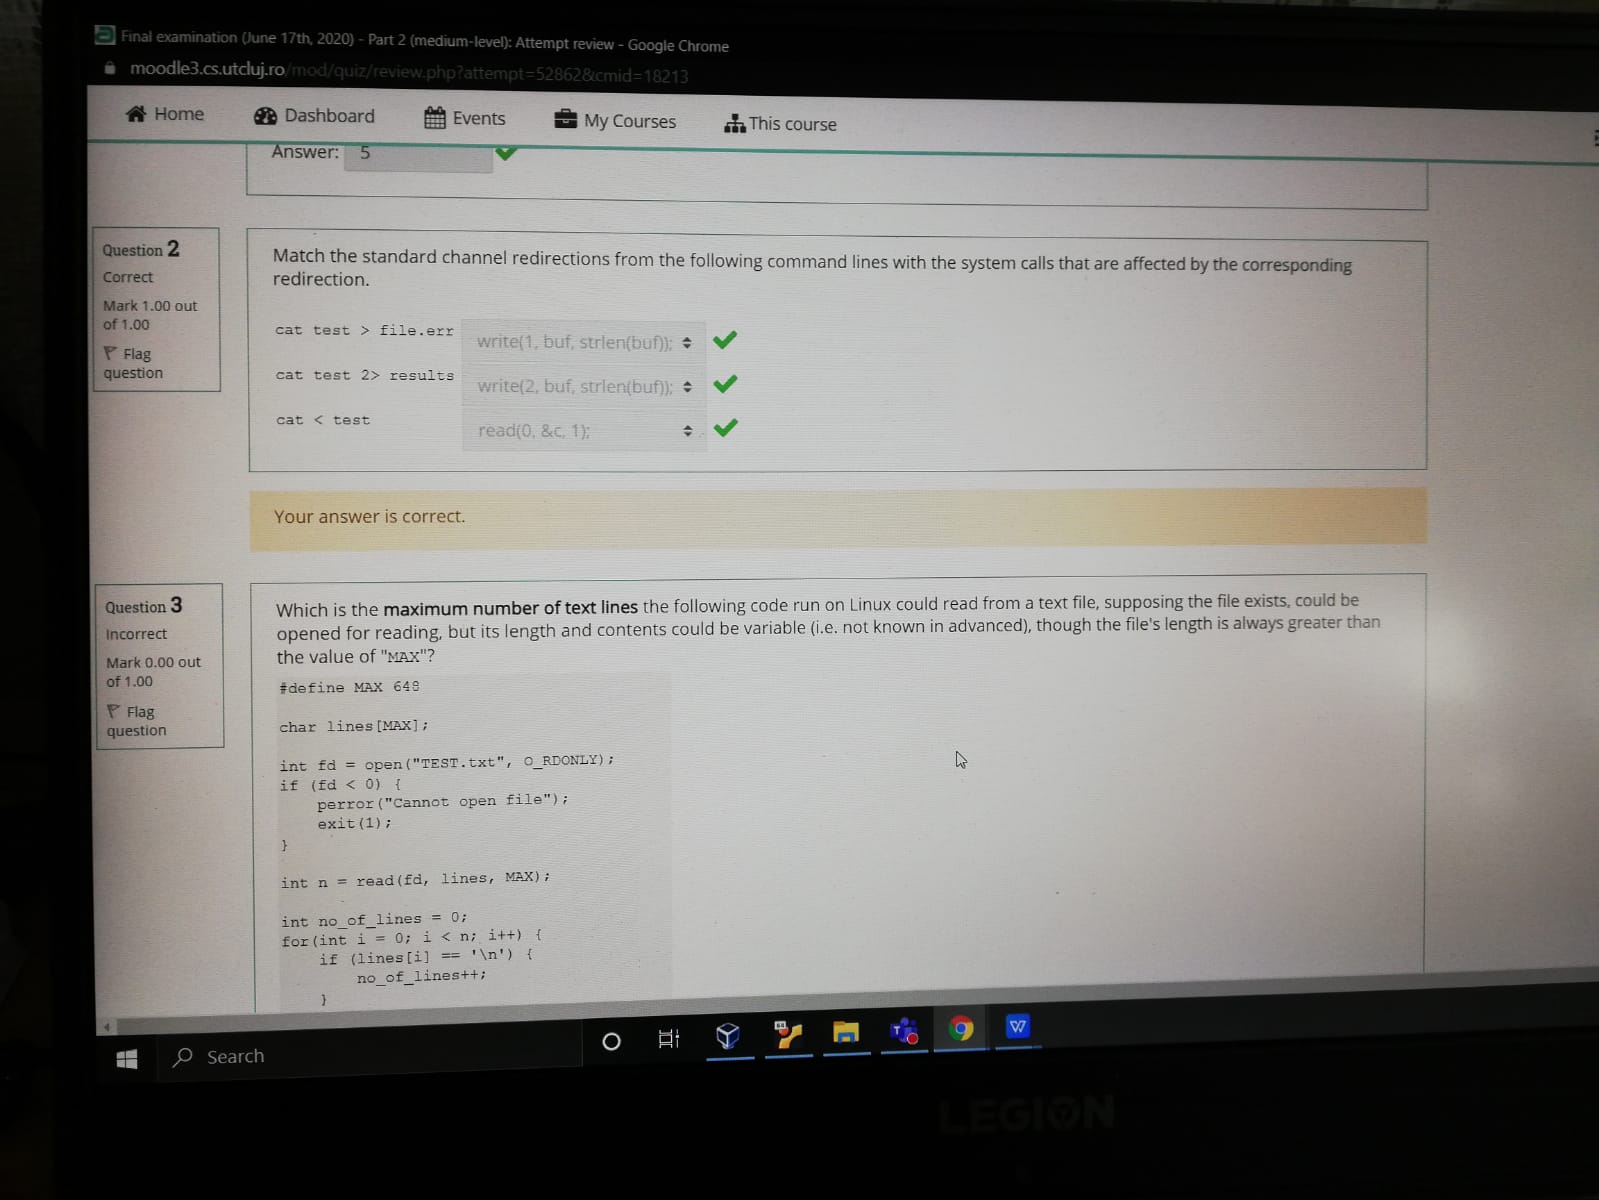 Final examination (June 17th, 2020) - Part 2 (medium-level): Attempt review - Google Chrome
moodle3.cs.utcluj.ro/mod/quiz/review.php?attempt=52862&cmid=18213
Home Dashboard Events My Courses This course
Answer: 5
Question 2
Correct
Mark 1.00 out
of 1.00
Flag
question
Match the standard channel redirections from the following command lines with the system calls that are affected by the corresponding
redirection.
cat test > file.err write(1, buf, strlen(buf));
cat test 2> results write(2, buf, strlen(buf));
cat < test read(0, &c, 1);
Your answer is correct.
Question 3
Incorrect
Mark 0.00 out
of 1.00
Flag
question
Which is the maximum number of text lines the following code run on Linux could read from a text file, supposing the file exists, could be
opened for reading, but its length and contents could be variable (i.e. not known in advanced), though the file's length is always greater than
the value of "MAX"?
#define MAX 648
char lines[MAX];
int fd = open("TEST.txt", O_RDONLY);
if (fd < 0) {
perror("Cannot open file");
exit(1);
}
int n = read(fd, lines, MAX);
int no_of_lines = 0;
for(int i = 0; i < n; i++) {
if (lines[i] == '\n') {
no_of_lines++;
}
Search
64
T
W
LEGION